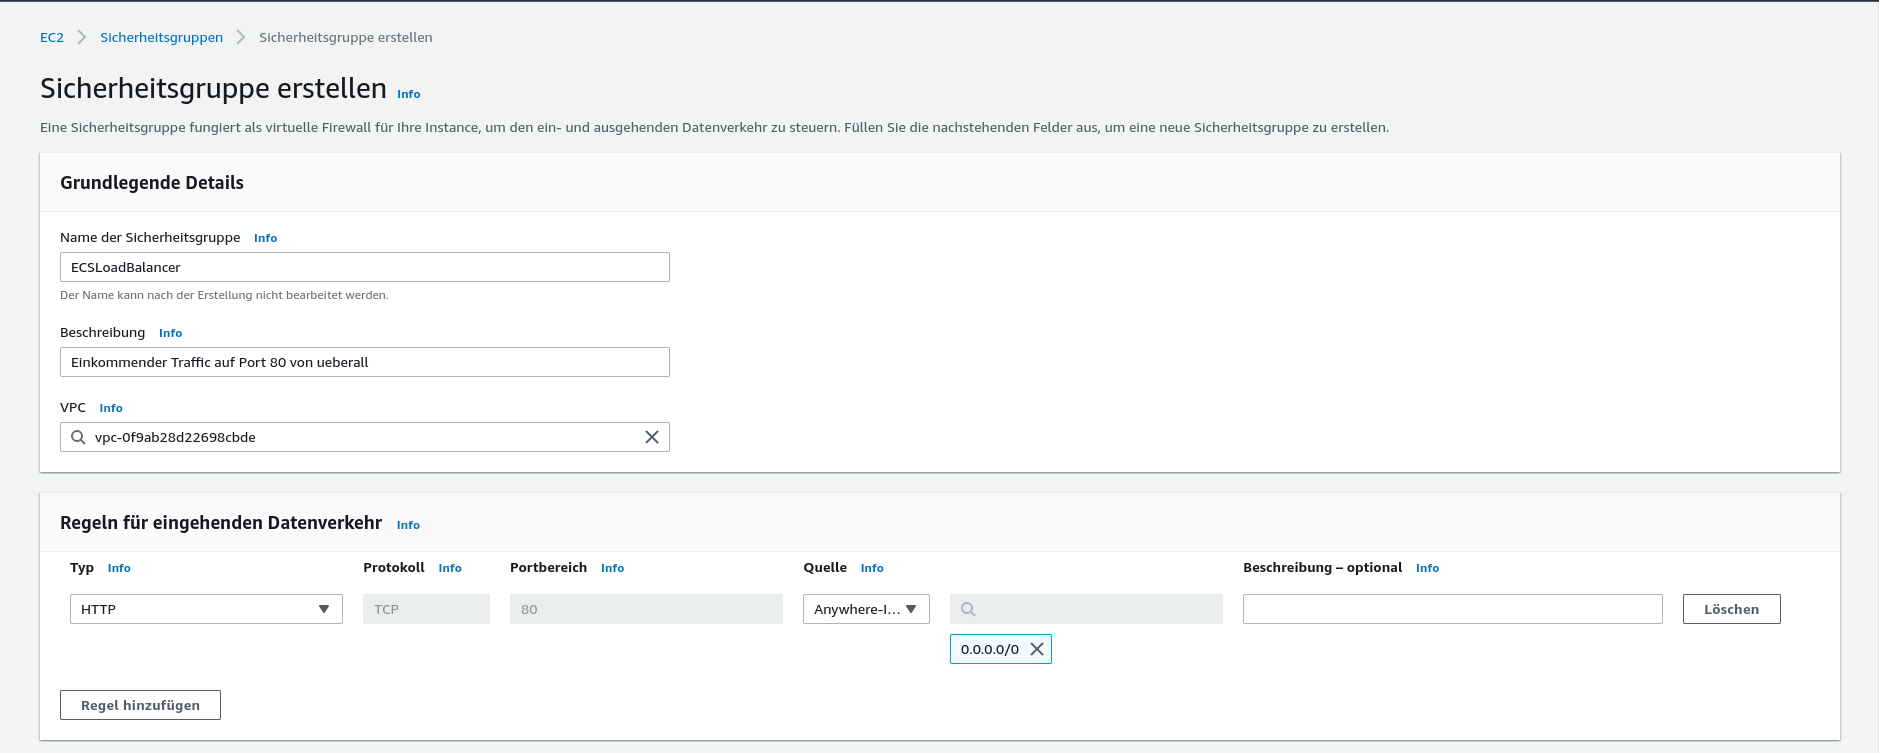 EC2 Sicherheitsgruppen Sicherheitsgruppe erstellen
Sicherheitsgruppe erstellen Info
Eine Sicherheitsgruppe fungiert als virtuelle Firewall für Ihre Instance, um den ein- und ausgehenden Datenverkehr zu steuern. Füllen Sie die nachstehenden Felder aus, um eine neue Sicherheitsgruppe zu erstellen.
Grundlegende Details
Name der Sicherheitsgruppe Info
ECSLoadBalancer
Der Name kann nach der Erstellung nicht bearbeitet werden.
Beschreibung Info
Einkommender Traffic auf Port 80 von ueberall
VPC Info
vpc-0f9ab28d22698cbde
Regeln für eingehenden Datenverkehr Info
Typ Info Protokoll Info Portbereich Info Quelle Info Beschreibung – optional Info
HTTP TCP 80 Anywhere-I... Löschen
0.0.0.0/0
Regel hinzufügen